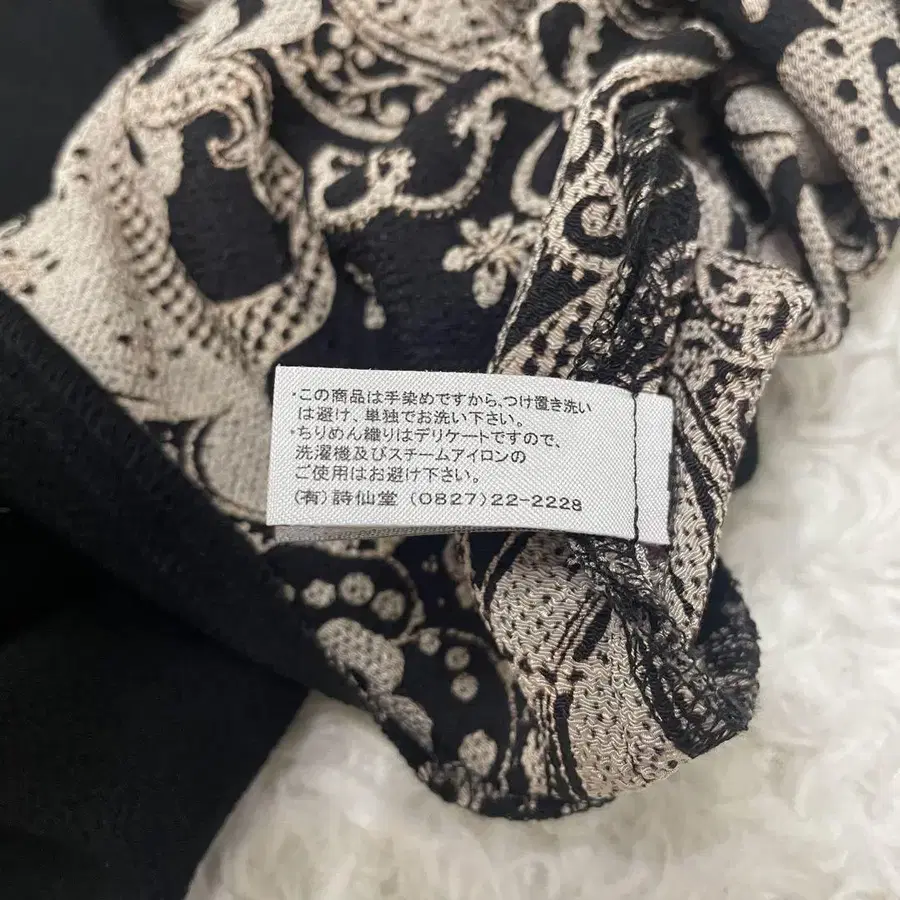 ・この商品は手染めですから、つけ置き洗い
は避け、単独でお洗い下さい。
・ちりめん織りはデリケートですので、
洗濯機及びスチームアイロンの
ご使用はお避け下さい。
(有)詩仙堂 (0827)22-2228